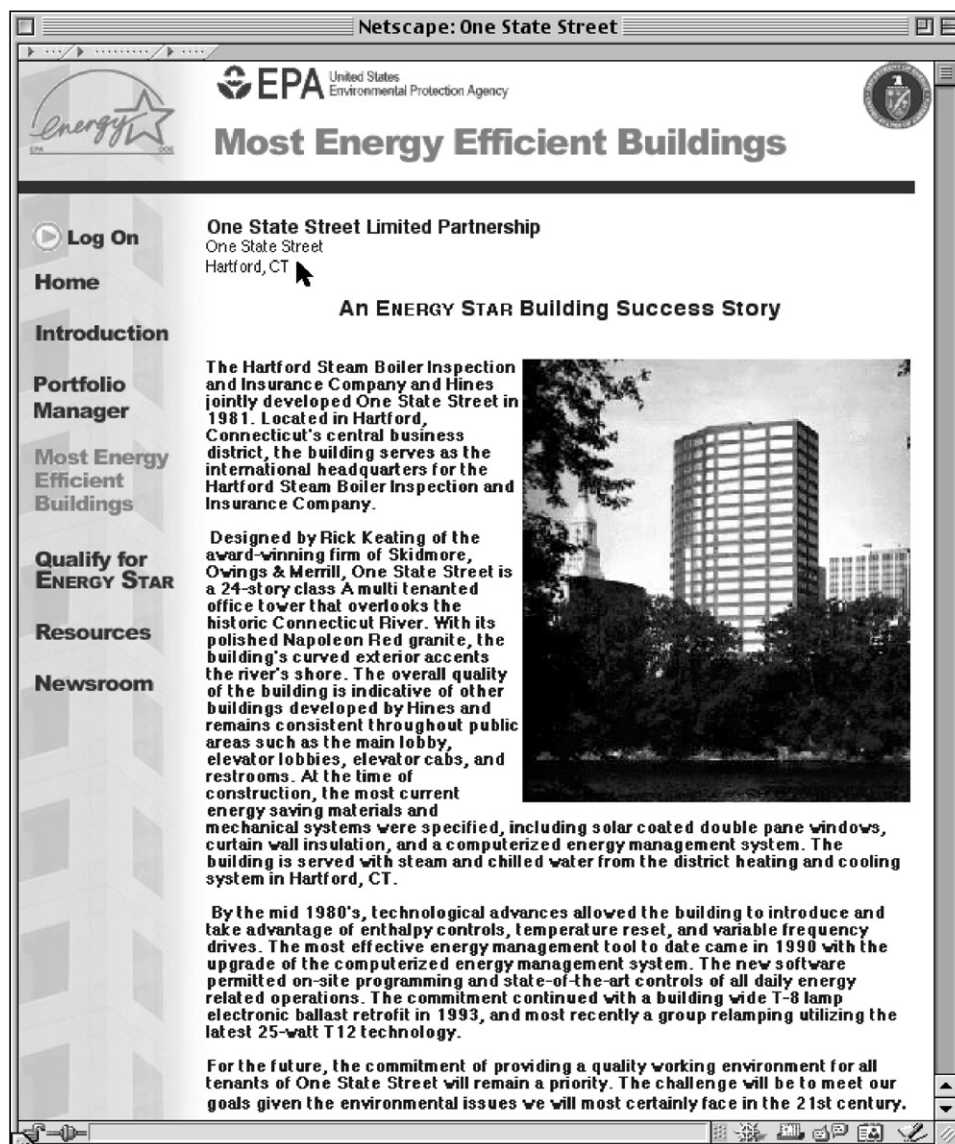 Netscape: One State Street
energy
EPA DOE
EPA United States
Environmental Protection Agency
Most Energy Efficient Buildings
Log On
Home
Introduction
Portfolio
Manager
Most Energy
Efficient
Buildings
Qualify for
ENERGY STAR
Resources
Newsroom
One State Street Limited Partnership
One State Street
Hartford, CT
An ENERGY STAR Building Success Story
The Hartford Steam Boiler Inspection
and Insurance Company and Hines
jointly developed One State Street in
1981. Located in Hartford,
Connecticut's central business
district, the building serves as the
international headquarters for the
Hartford Steam Boiler Inspection and
Insurance Company.
Designed by Rick Keating of the
award-winning firm of Skidmore,
Owings & Merrill, One State Street is
a 24-story class A multi tenanted
office tower that overlooks the
historic Connecticut River. With its
polished Napoleon Red granite, the
building's curved exterior accents
the river's shore. The overall quality
of the building is indicative of other
buildings developed by Hines and
remains consistent throughout public
areas such as the main lobby,
elevator lobbies, elevator cabs, and
restrooms. At the time of
construction, the most current
energy saving materials and
mechanical systems were specified, including solar coated double pane windows,
curtain wall insulation, and a computerized energy management system. The
building is served with steam and chilled water from the district heating and cooling
system in Hartford, CT.
By the mid 1980's, technological advances allowed the building to introduce and
take advantage of enthalpy controls, temperature reset, and variable frequency
drives. The most effective energy management tool to date came in 1990 with the
upgrade of the computerized energy management system. The new software
permitted on-site programming and state-of-the-art controls of all daily energy
related operations. The commitment continued with a building wide T-8 lamp
electronic ballast retrofit in 1993, and most recently a group relamping utilizing the
latest 25-watt T12 technology.
For the future, the commitment of providing a quality working environment for all
tenants of One State Street will remain a priority. The challenge will be to meet our
goals given the environmental issues we will most certainly face in the 21st century.